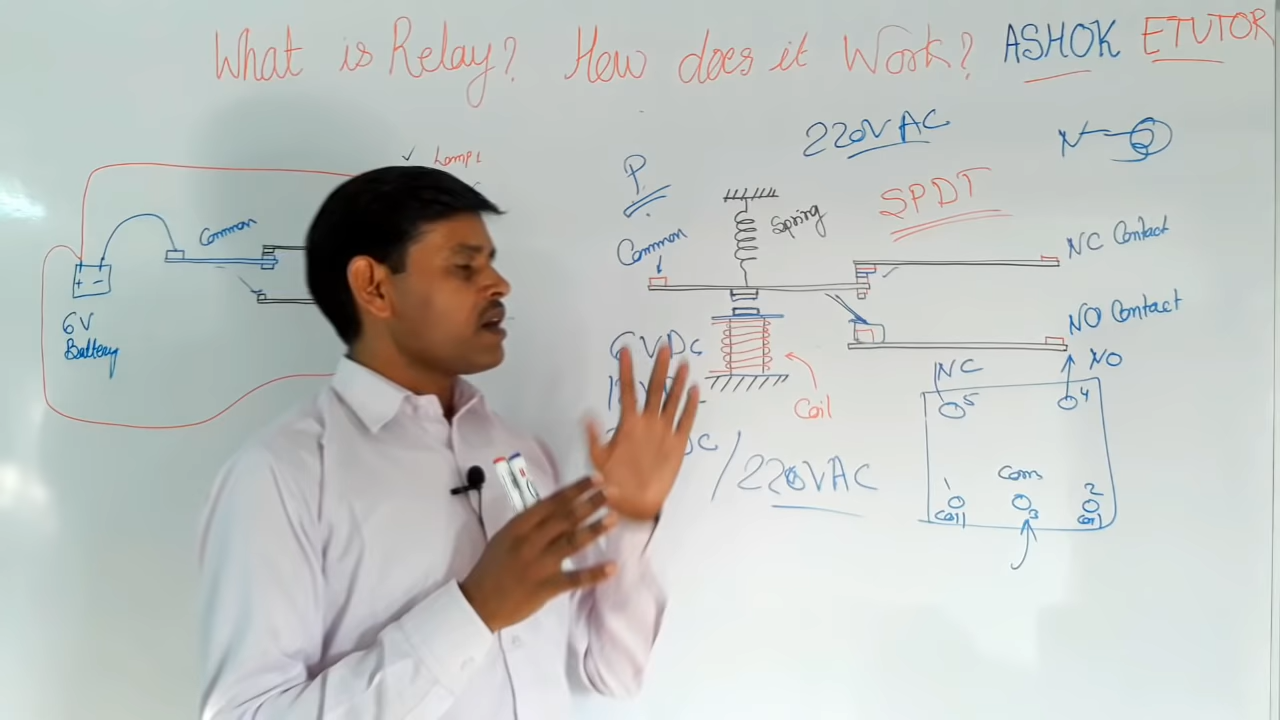 What is Relay? How does it Work? ASHOK ETUTOR
220VAC
N
✓ Lamp1
P
SPDT
Spring
Common
Common
NC Contact
+ -
6V
Battery
NO Contact
6VDC
NC
NO
5
4
Coil
/220VAC
Com
1
2
Coil
3
Coil